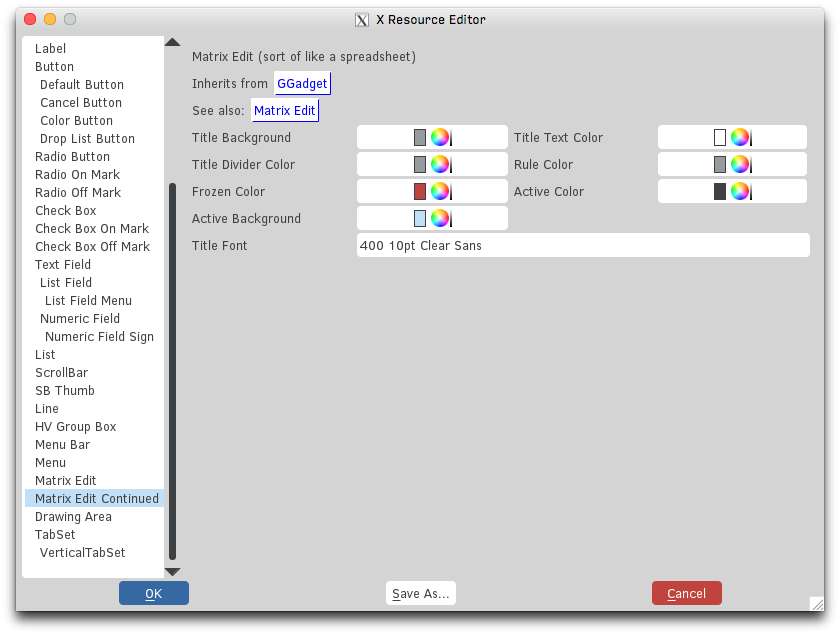 X Resource Editor
Label
Button
Default Button
Cancel Button
Color Button
Drop List Button
Radio Button
Radio On Mark
Radio Off Mark
Check Box
Check Box On Mark
Check Box Off Mark
Text Field
List Field
List Field Menu
Numeric Field
Numeric Field Sign
List
ScrollBar
SB Thumb
Line
HV Group Box
Menu Bar
Menu
Matrix Edit
Matrix Edit Continued
Drawing Area
TabSet
VerticalTabSet
Matrix Edit (sort of like a spreadsheet)
Inherits from GGadget
See also: Matrix Edit
Title Background Title Text Color
Title Divider Color Rule Color
Frozen Color Active Color
Active Background
Title Font 400 10pt Clear Sans
OK Save As... Cancel